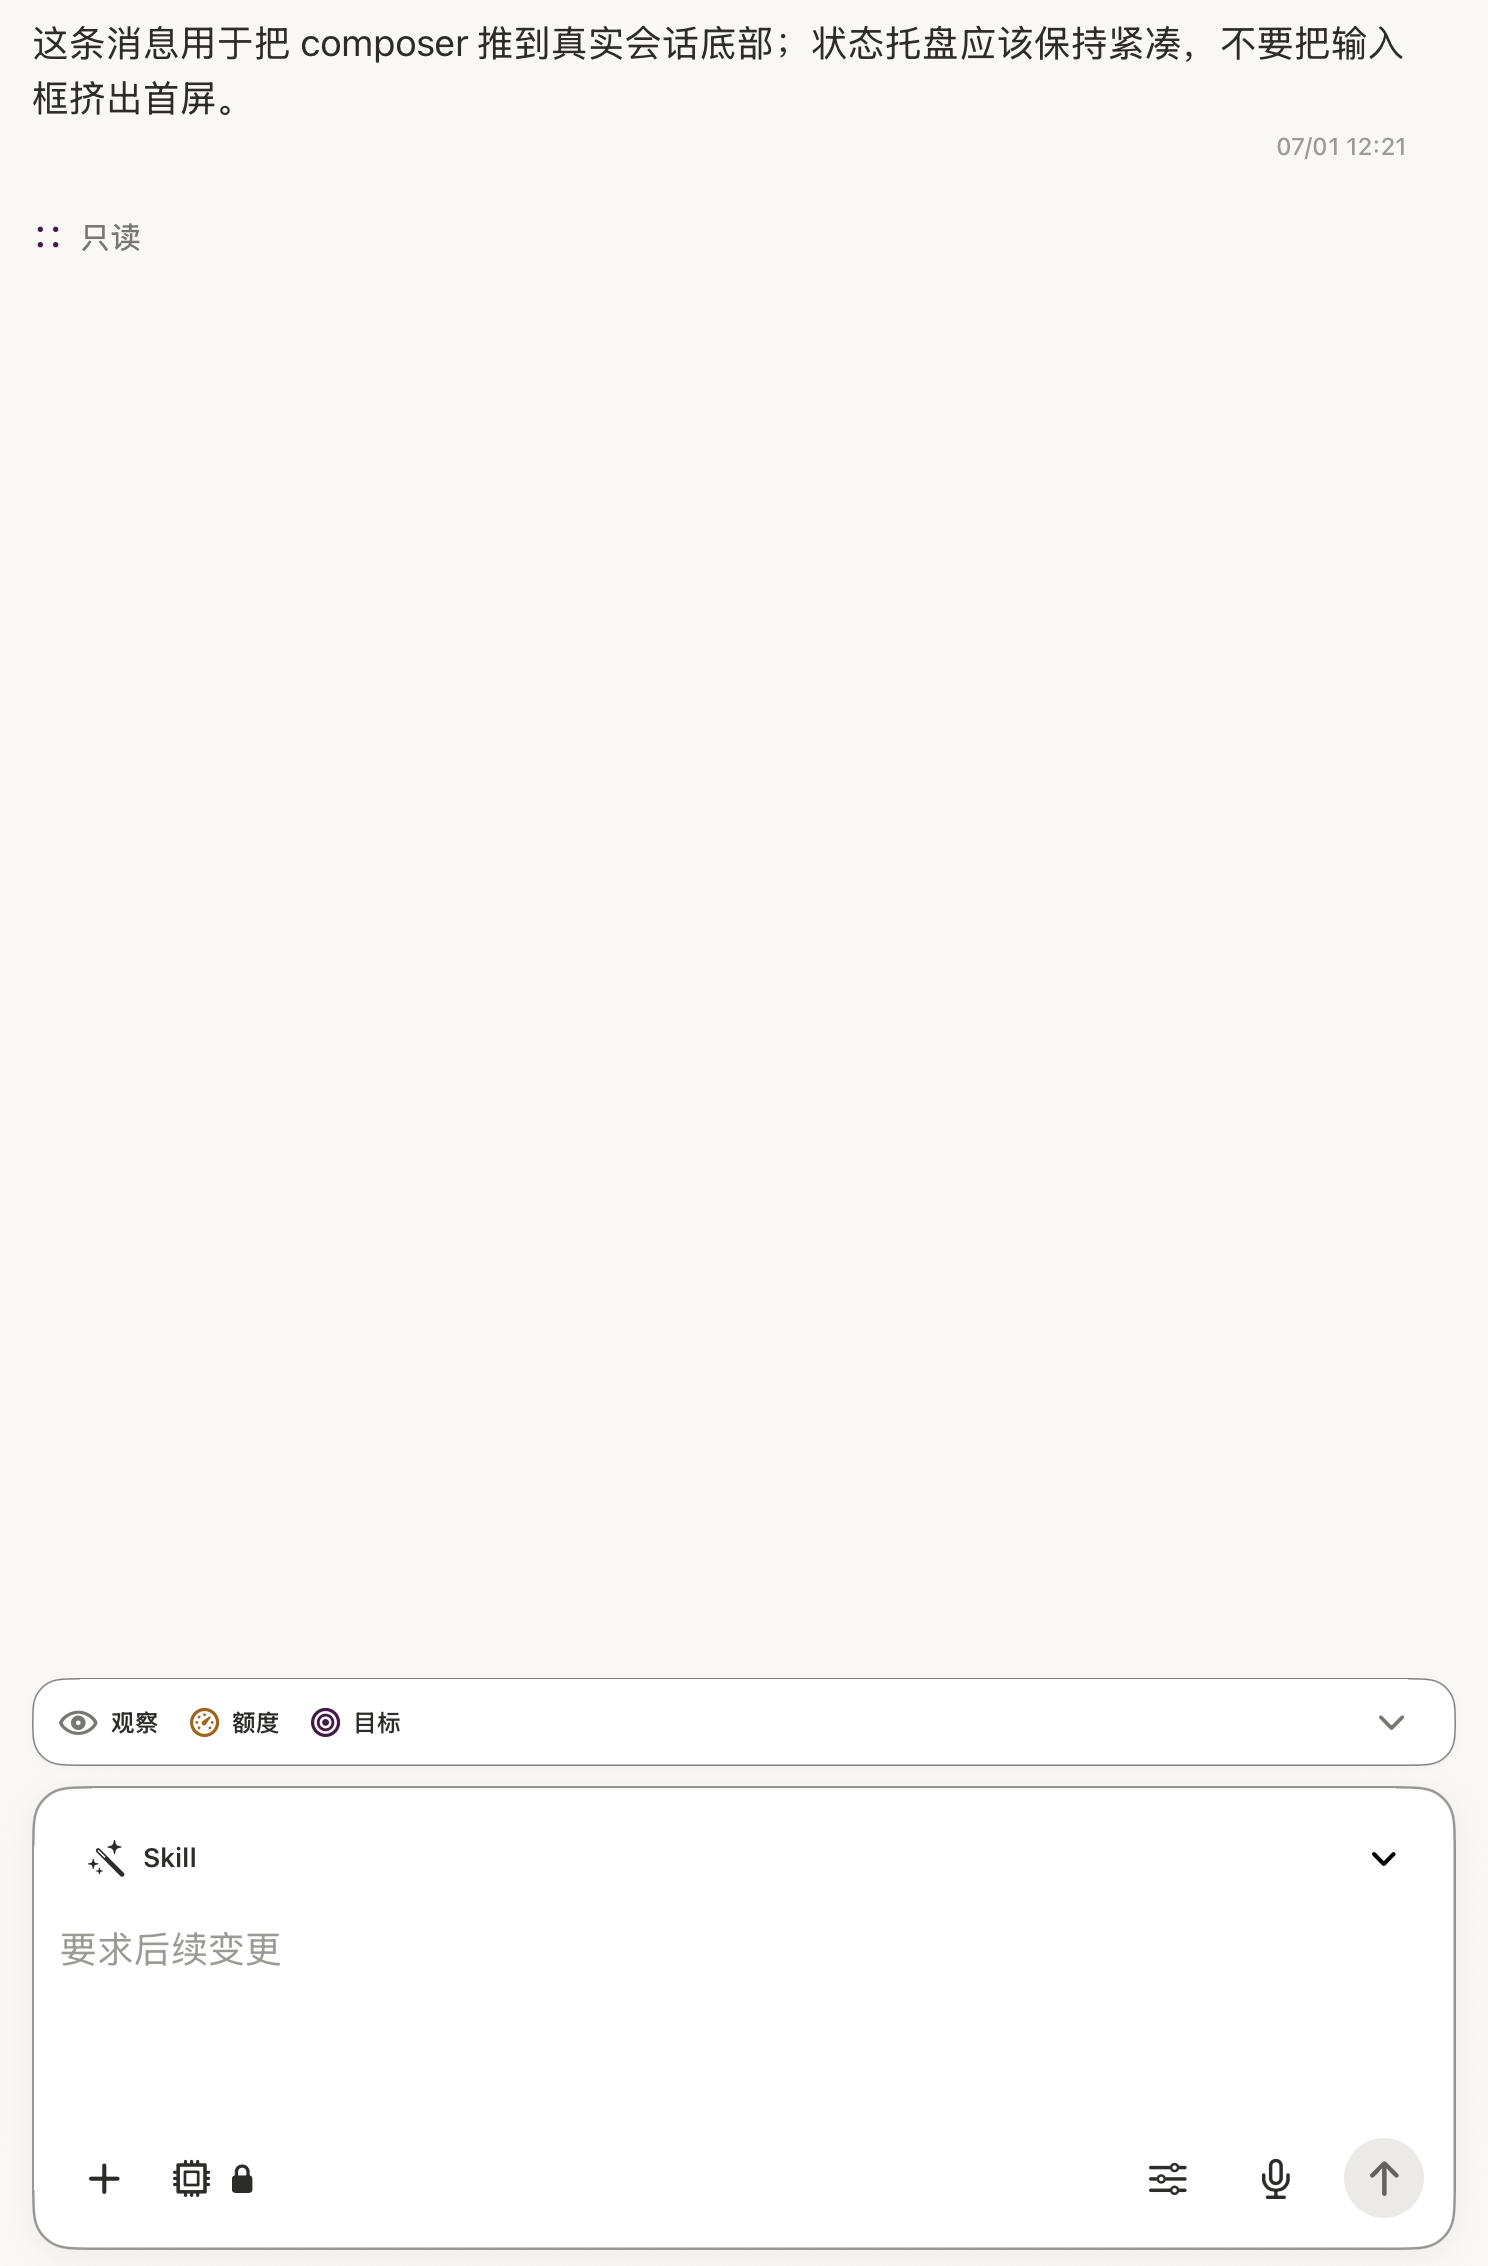 这条消息用于把 composer 推到真实会话底部；状态托盘应该保持紧凑，不要把输入
框挤出首屏。
07/01 12:21
只读
观察 额度 目标
Skill
要求后续变更